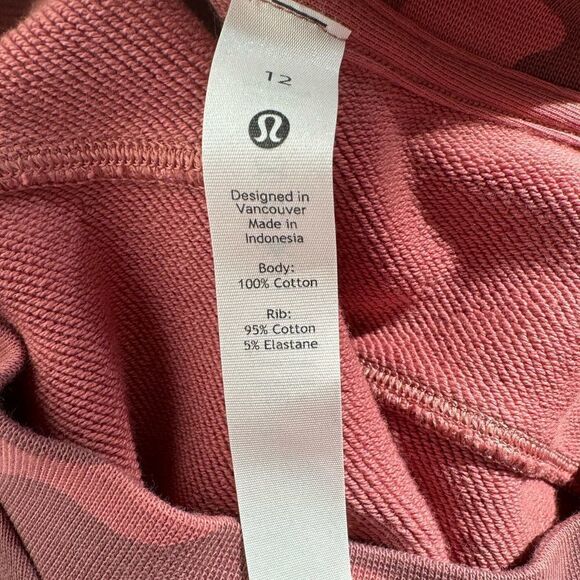 12
Designed in
Vancouver
Made in
Indonesia
Body:
100% Cotton
Rib:
95% Cotton
5% Elastane